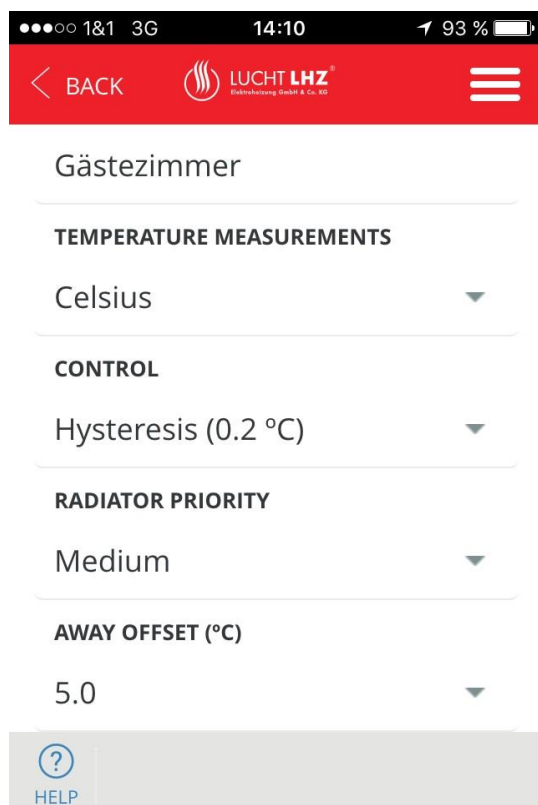 1&1 3G 14:10 93 %
BACK LUCHT LHZ®
Elektroheizung GmbH & Co. KG
Gästezimmer
TEMPERATURE MEASUREMENTS
Celsius
CONTROL
Hysteresis (0.2 ºC)
RADIATOR PRIORITY
Medium
AWAY OFFSET (ºC)
5.0
?
HELP